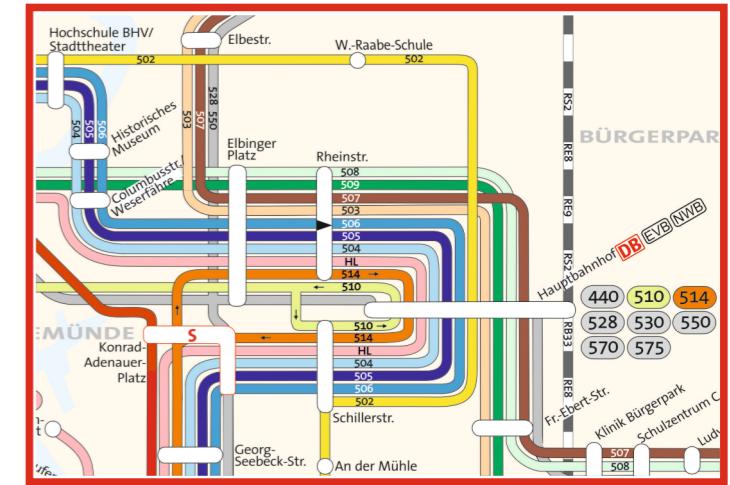 Hochschule BHV/
Stadttheater
Elbestr.
W.-Raabe-Schule
502
502
RS2
528
550
503
507
504
505
506
Historisches
Museum
BÜRGERPAR
RE8
Elbinger
Platz
Rheinstr.
Columbusstr./
Weserfähre
508
509
507
503
506
505
504
HL
514
510
RE9
RS2
Hauptbahnhof DB EVB NWB
440 510 514
528 530 550
570 575
510
514
HL
504
505
506
502
RB33
RE8
EMÜNDE
S
Konrad-
Adenauer-
Platz
Schillerstr.
Fr.-Ebert-Str.
Klinik Bürgerpark
Schulzentrum C
Ludw
507
508
Georg-
Seebeck-Str.
An der Mühle
n-
t
ufer